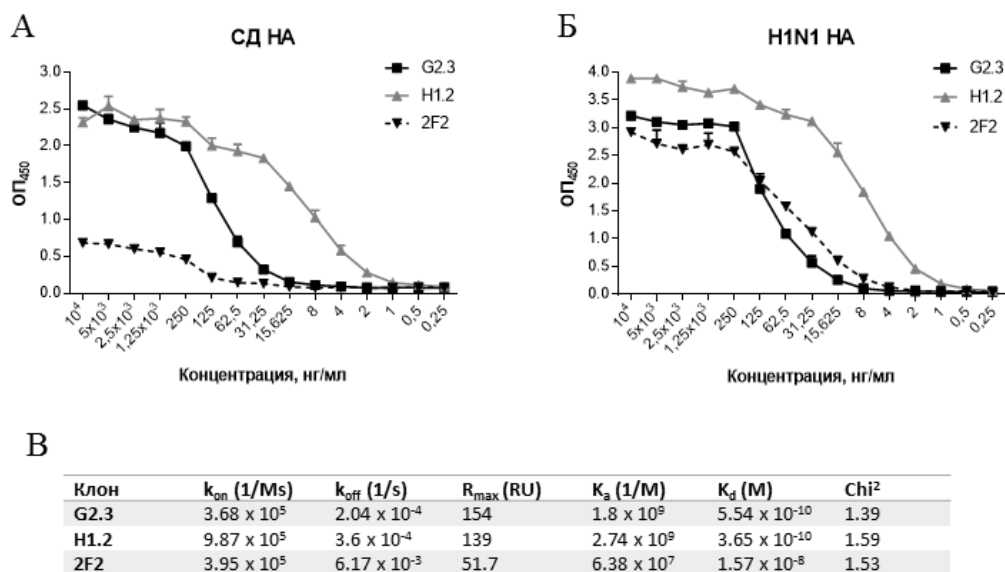 А
СД НА
G2.3
H1.2
2F2
ОП450
3.0
2.5
2.0
1.5
1.0
0.5
0.0
10⁴
5x10³
2,5x10³
1,25x10³
250
125
62,5
31,25
15,625
8
4
2
1
0,5
0,25
Концентрация, нг/мл
Б
H1N1 HA
G2.3
H1.2
2F2
ОП450
4.0
3.5
3.0
2.5
2.0
1.5
1.0
0.5
0.0
10⁴
5x10³
2,5x10³
1,25x10³
250
125
62,5
31,25
15,625
8
4
2
1
0,5
0,25
Концентрация, нг/мл
В
Клон kon (1/Ms) koff (1/s) Rmax (RU) Ka (1/M) Kd (M) Chi²
G2.3 3.68 x 10⁵ 2.04 x 10⁻⁴ 154 1.8 x 10⁹ 5.54 x 10⁻¹⁰ 1.39
H1.2 9.87 x 10⁵ 3.6 x 10⁻⁴ 139 2.74 x 10⁹ 3.65 x 10⁻¹⁰ 1.59
2F2 3.95 x 10⁵ 6.17 x 10⁻³ 51.7 6.38 x 10⁷ 1.57 x 10⁻⁸ 1.53